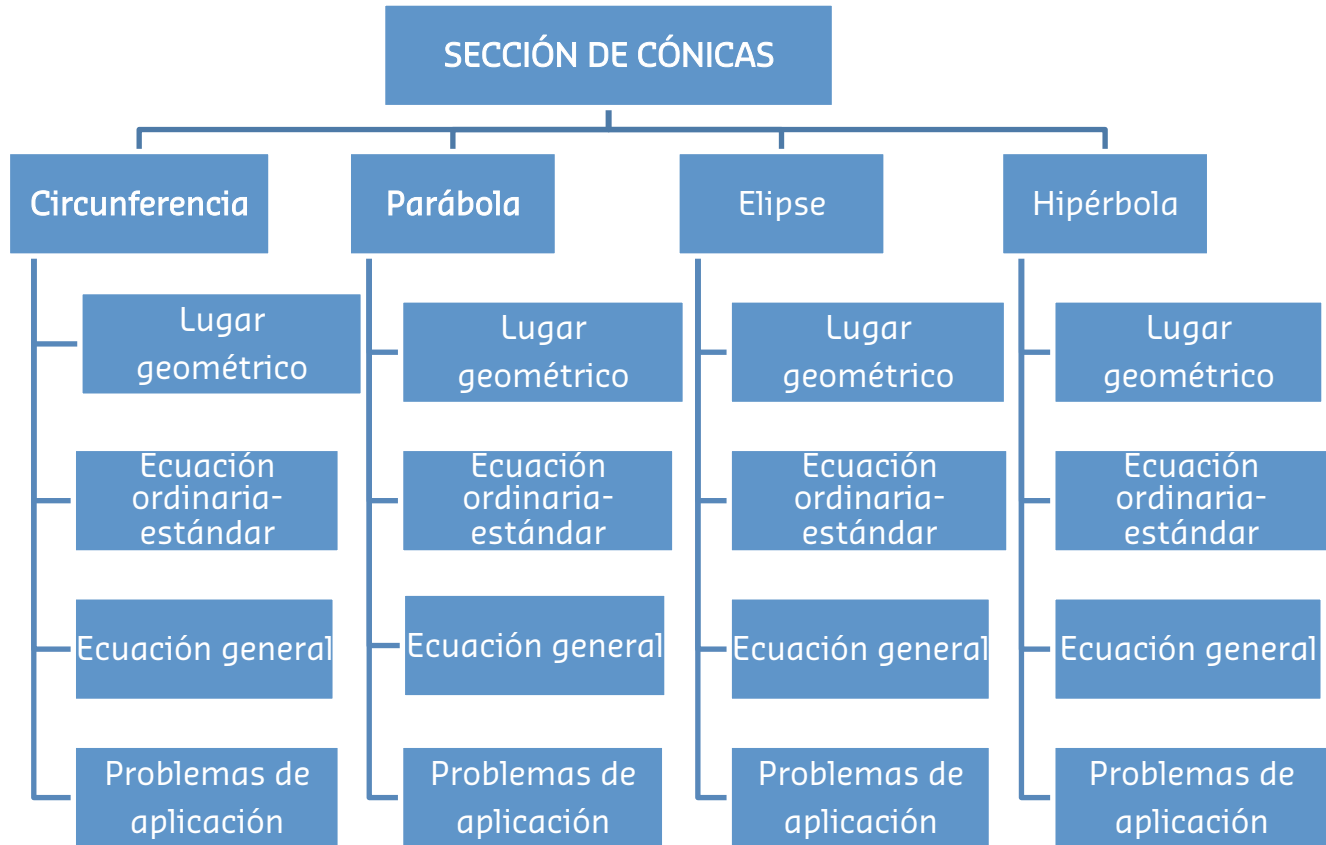 SECCIÓN DE CÓNICAS
Circunferencia
Lugar
geométrico
Ecuación
ordinaria-
estándar
Ecuación general
Problemas de
aplicación
Parábola
Lugar
geométrico
Ecuación
ordinaria-
estándar
Ecuación general
Problemas de
aplicación
Elipse
Lugar
geométrico
Ecuación
ordinaria-
estándar
Ecuación general
Problemas de
aplicación
Hipérbola
Lugar
geométrico
Ecuación
ordinaria-
estándar
Ecuación general
Problemas de
aplicación